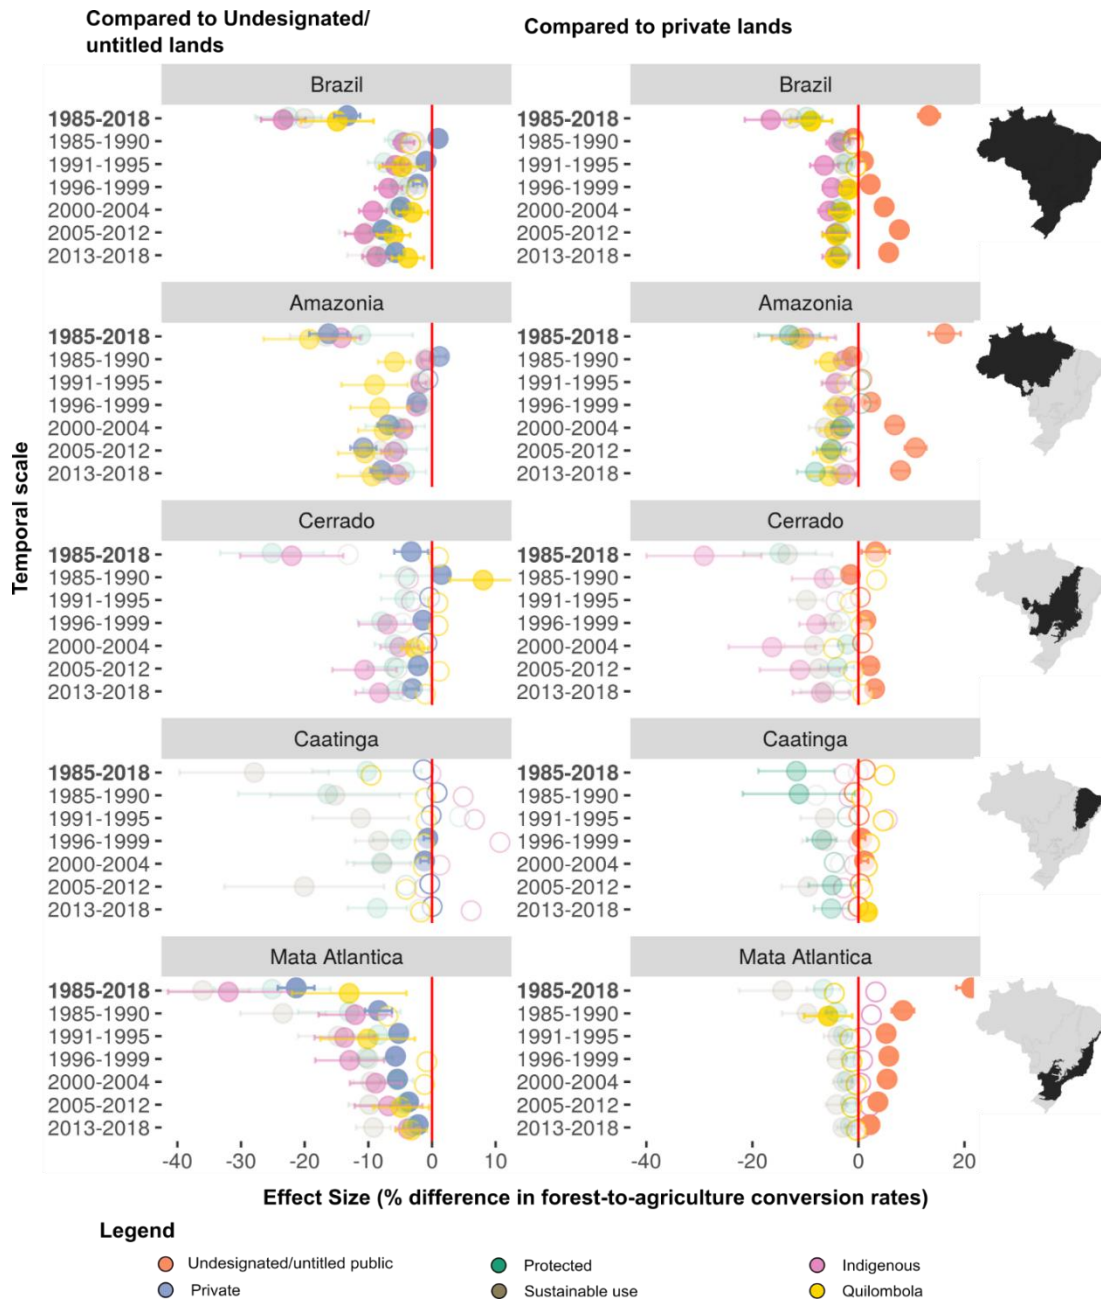 Compared to Undesignated/
untitled lands
Compared to private lands
Brazil
Brazil
1985-2018
1985-1990
1991-1995
1996-1999
2000-2004
2005-2012
2013-2018
1985-2018
1985-1990
1991-1995
1996-1999
2000-2004
2005-2012
2013-2018
Amazonia
Amazonia
1985-2018
1985-1990
1991-1995
1996-1999
2000-2004
2005-2012
2013-2018
1985-2018
1985-1990
1991-1995
1996-1999
2000-2004
2005-2012
2013-2018
Temporal scale
Cerrado
Cerrado
1985-2018
1985-1990
1991-1995
1996-1999
2000-2004
2005-2012
2013-2018
1985-2018
1985-1990
1991-1995
1996-1999
2000-2004
2005-2012
2013-2018
Caatinga
Caatinga
1985-2018
1985-1990
1991-1995
1996-1999
2000-2004
2005-2012
2013-2018
1985-2018
1985-1990
1991-1995
1996-1999
2000-2004
2005-2012
2013-2018
Mata Atlantica
Mata Atlantica
1985-2018
1985-1990
1991-1995
1996-1999
2000-2004
2005-2012
2013-2018
1985-2018
1985-1990
1991-1995
1996-1999
2000-2004
2005-2012
2013-2018
-40 -30 -20 -10 0 10
-40 -20 0 20
Effect Size (% difference in forest-to-agriculture conversion rates)
Legend
Undesignated/untitled public
Protected
Indigenous
Private
Sustainable use
Quilombola